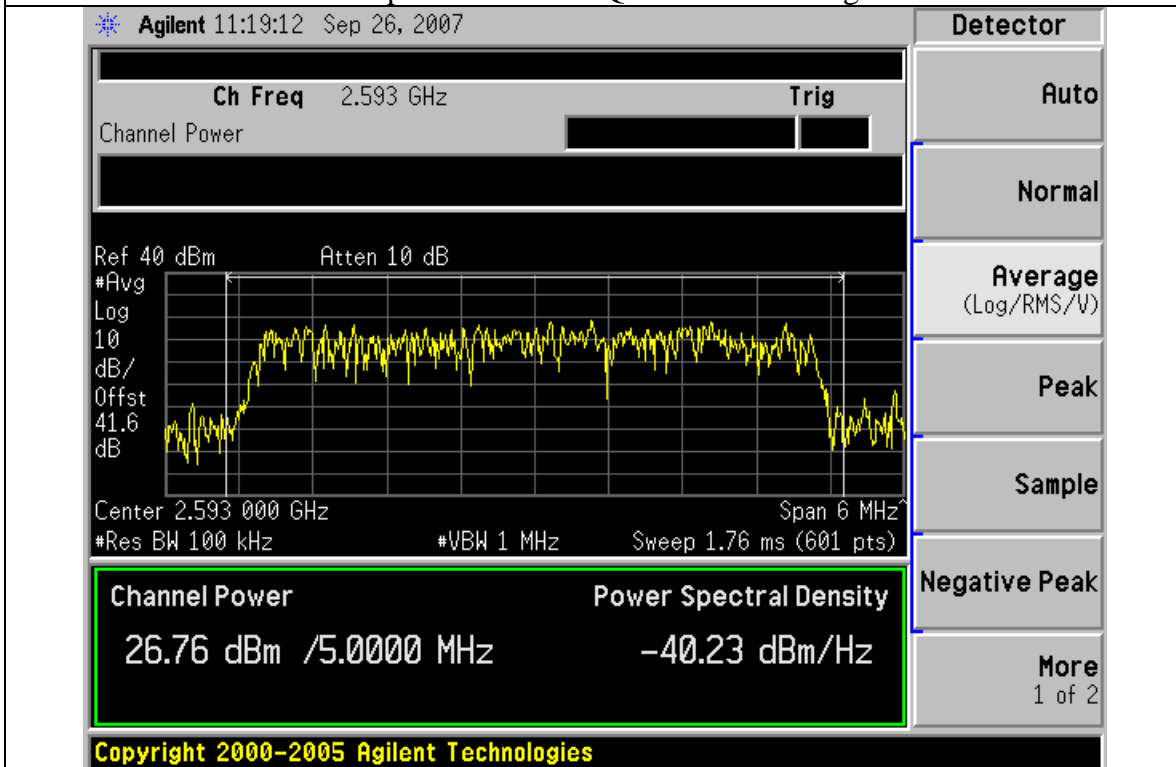 Agilent 11:19:12 Sep 26, 2007
Detector
Ch Freq 2.593 GHz Trig
Channel Power
Ref 40 dBm Atten 10 dB
#Avg
Log
10
dB/
Offst
41.6
dB
Center 2.593 000 GHz Span 6 MHz^
#Res BW 100 kHz #VBW 1 MHz Sweep 1.76 ms (601 pts)
Channel Power Power Spectral Density
26.76 dBm /5.0000 MHz -40.23 dBm/Hz
Copyright 2000-2005 Agilent Technologies
Auto
Normal
Average
(Log/RMS/V)
Peak
Sample
Negative Peak
More
1 of 2